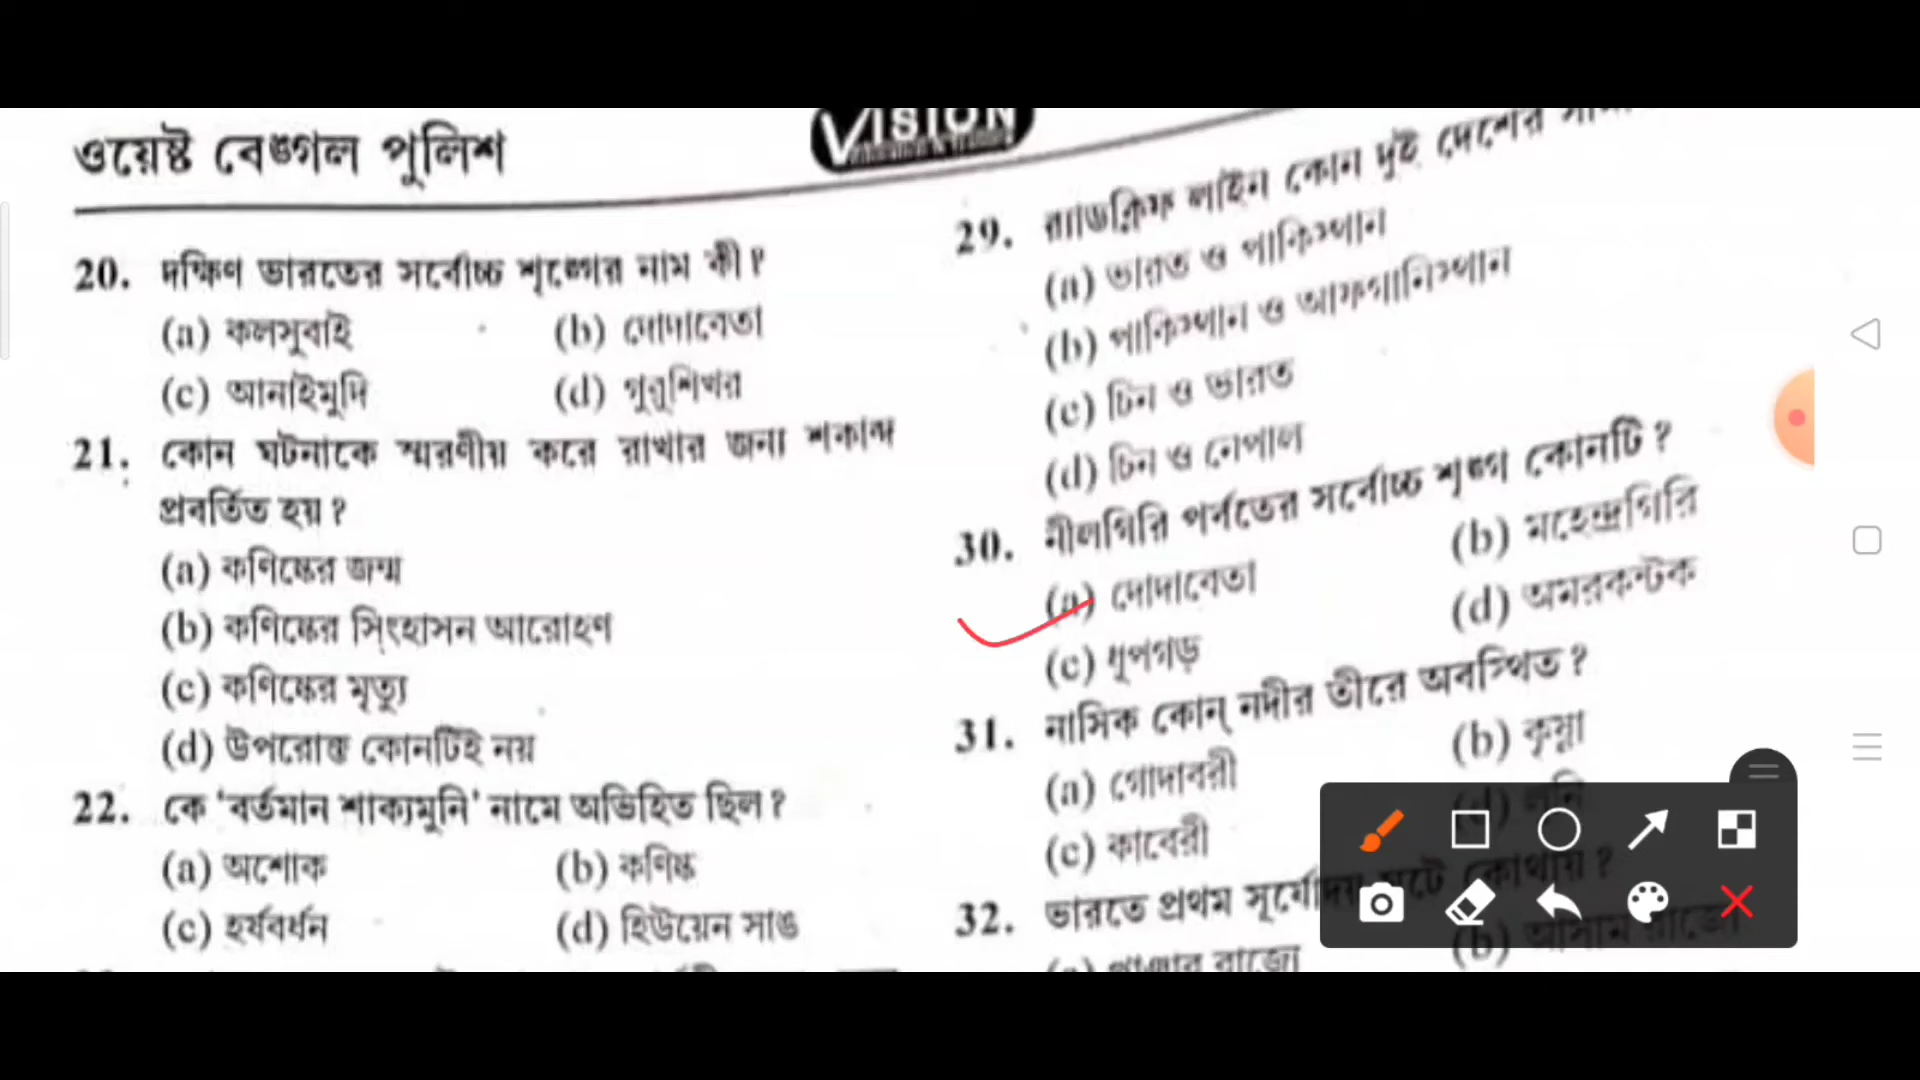 ওয়েষ্ট বেঙ্গল পুলিশ
VISION
20. দক্ষিণ ভারতের সর্বোচ্চ শৃঙ্গের নাম কী?
(a) কলসুবাই (b) দোদাবেতা
(c) আনাইমুদি (d) গুরুশিখর
21. কোন ঘটনাকে স্মরণীয় করে রাখার জন্য শকাব্দ
প্রবর্তিত হয়?
(a) কণিষ্কের জন্ম
(b) কণিষ্কের সিংহাসন আরোহণ
(c) কণিষ্কের মৃত্যু
(d) উপরোক্ত কোনটিই নয়
22. কে 'বর্তমান শাক্যমুনি' নামে অভিহিত ছিল?
(a) অশোক (b) কণিষ্ক
(c) হর্ষবর্ধন (d) হিউয়েন সাঙ
29. র‍্যাডক্লিফ লাইন কোন দুই দেশের
(a) ভারত ও পাকিস্থান
(b) পাকিস্থান ও আফগানিস্থান
(c) চিন ও ভারত
(d) চিন ও নেপাল
30. নীলগিরি পর্বতের সর্বোচ্চ শৃঙ্গ কোনটি?
(a) দোদাবেতা (b) মহেন্দ্রগিরি
(c) ধূপগড় (d) অমরকন্টক
31. নাসিক কোন্ নদীর তীরে অবস্থিত?
(a) গোদাবরী (b) কৃষ্ণা
(c) কাবেরী (d) লুনি
32. ভারতে প্রথম সূর্যোদয় ঘটে কোথায়?
(b) আসাম রাজ্যে